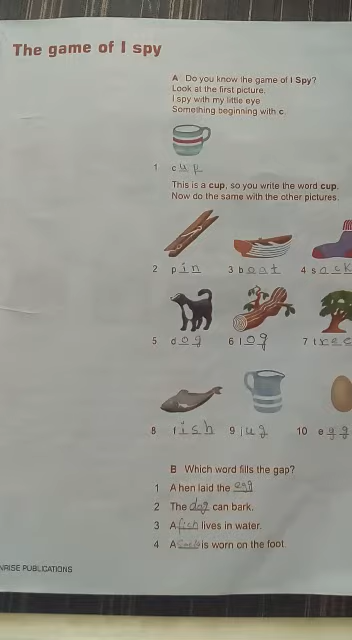 The game of I spy
A Do you know the game of I Spy?
Look at the first picture.
I spy with my little eye
Something beginning with c.
1 cup
This is a cup, so you write the word cup.
Now do the same with the other pictures.
2 pin 3 boat 4 sock
5 dog 6 log 7 tree
8 fish 9 jug 10 egg
B Which word fills the gap?
1 A hen laid the egg
2 The dog can bark.
3 A fish lives in water.
4 A is worn on the foot.
NRISE PUBLICATIONS